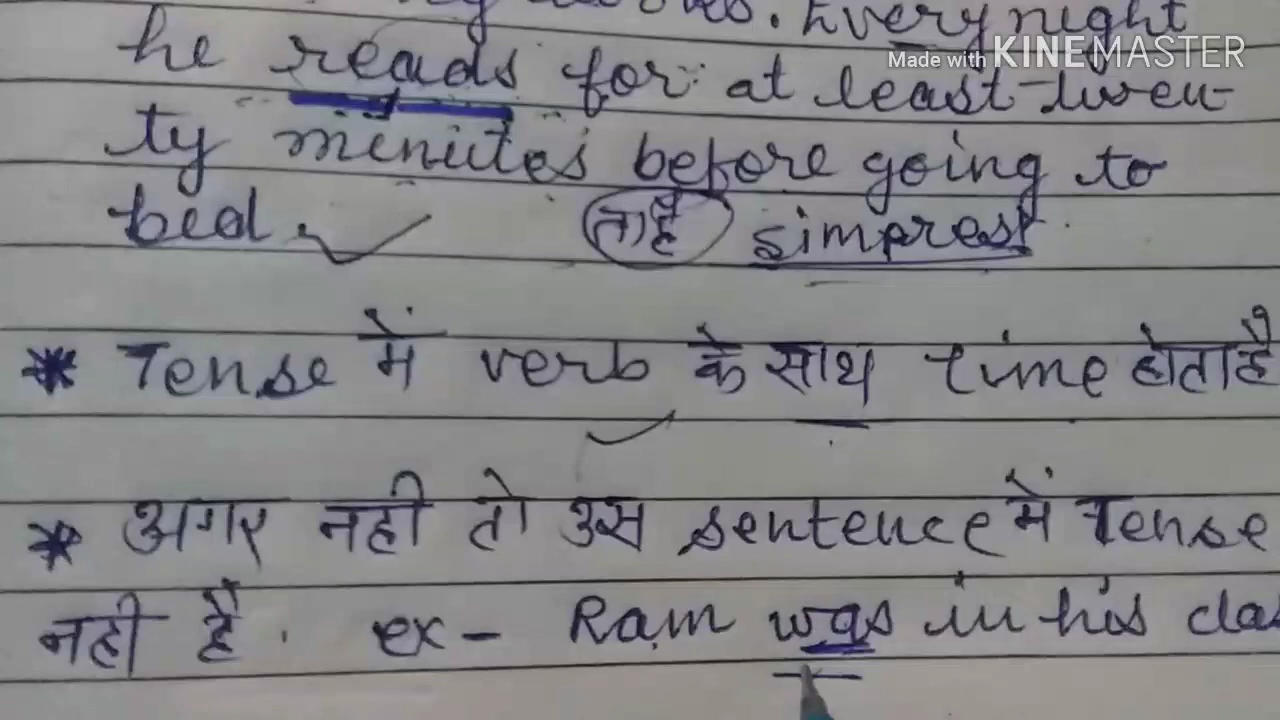 Every night
Made with KINEMASTER
he reads for at least twen-
ty minutes before going to
bed. ताहै simprest
* Tense में verb के साथ time होता है
* अगर नही तो उस sentence में Tense
नही है. ex- Ram was in his clas